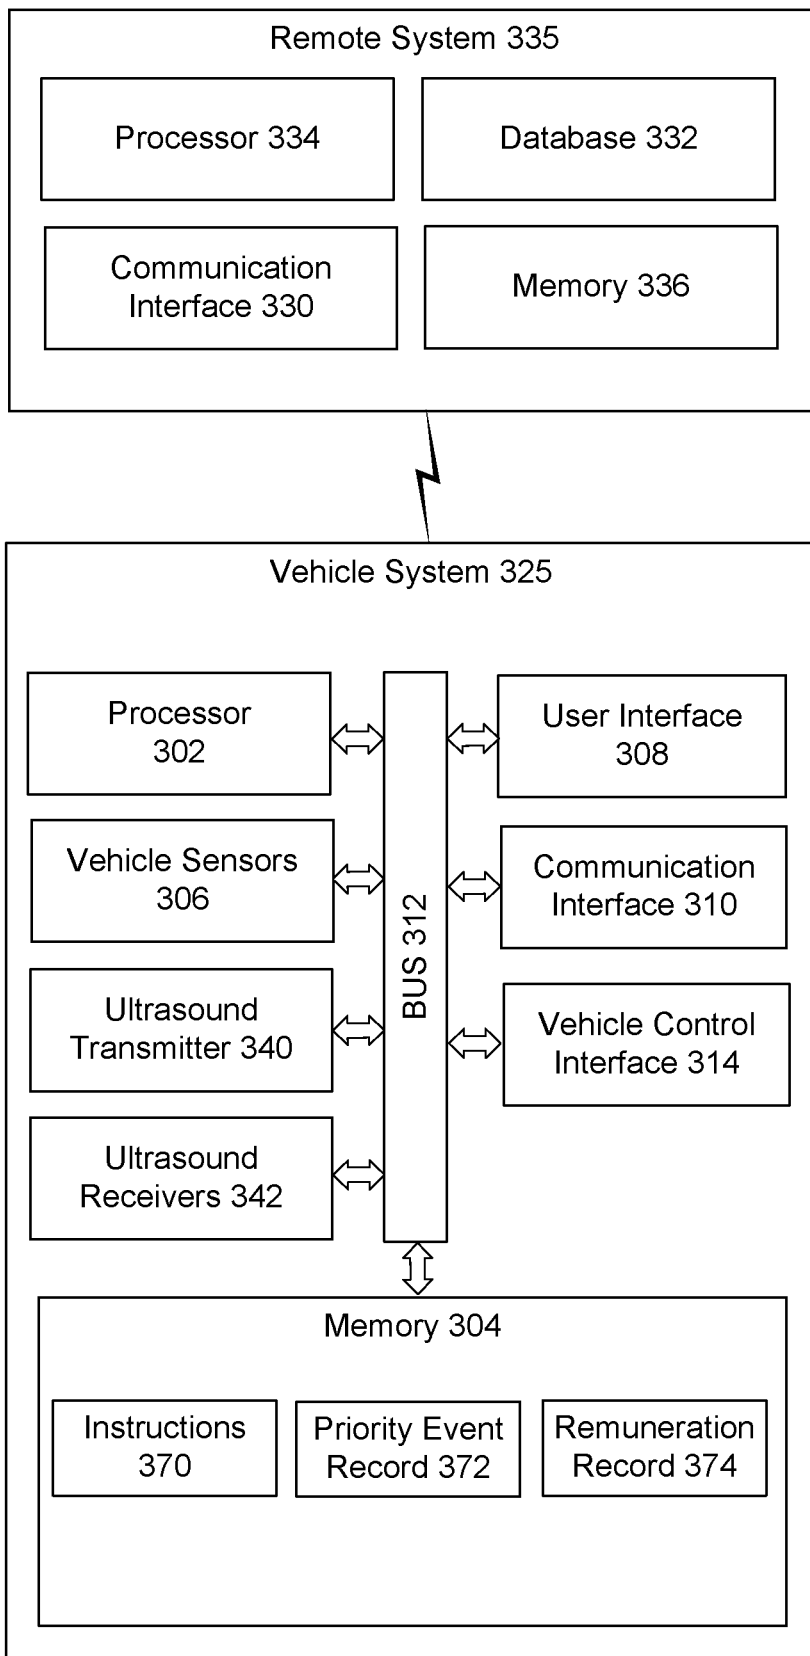 Remote System 335
Processor 334
Database 332
Communication
Interface 330
Memory 336
Vehicle System 325
Processor
302
User Interface
308
Vehicle Sensors
306
Communication
Interface 310
BUS 312
Ultrasound
Transmitter 340
Vehicle Control
Interface 314
Ultrasound
Receivers 342
Memory 304
Instructions
370
Priority Event
Record 372
Remuneration
Record 374